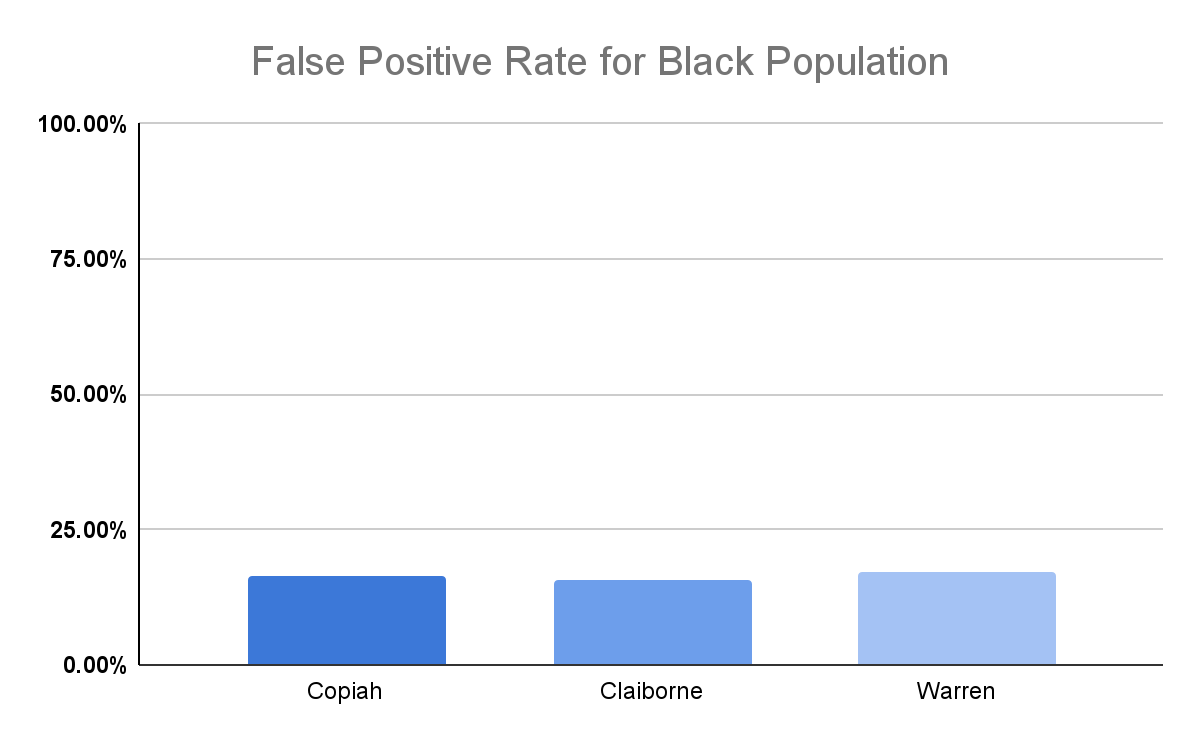 False Positive Rate for Black Population
100.00%
75.00%
50.00%
25.00%
0.00%
Copiah
Claiborne
Warren